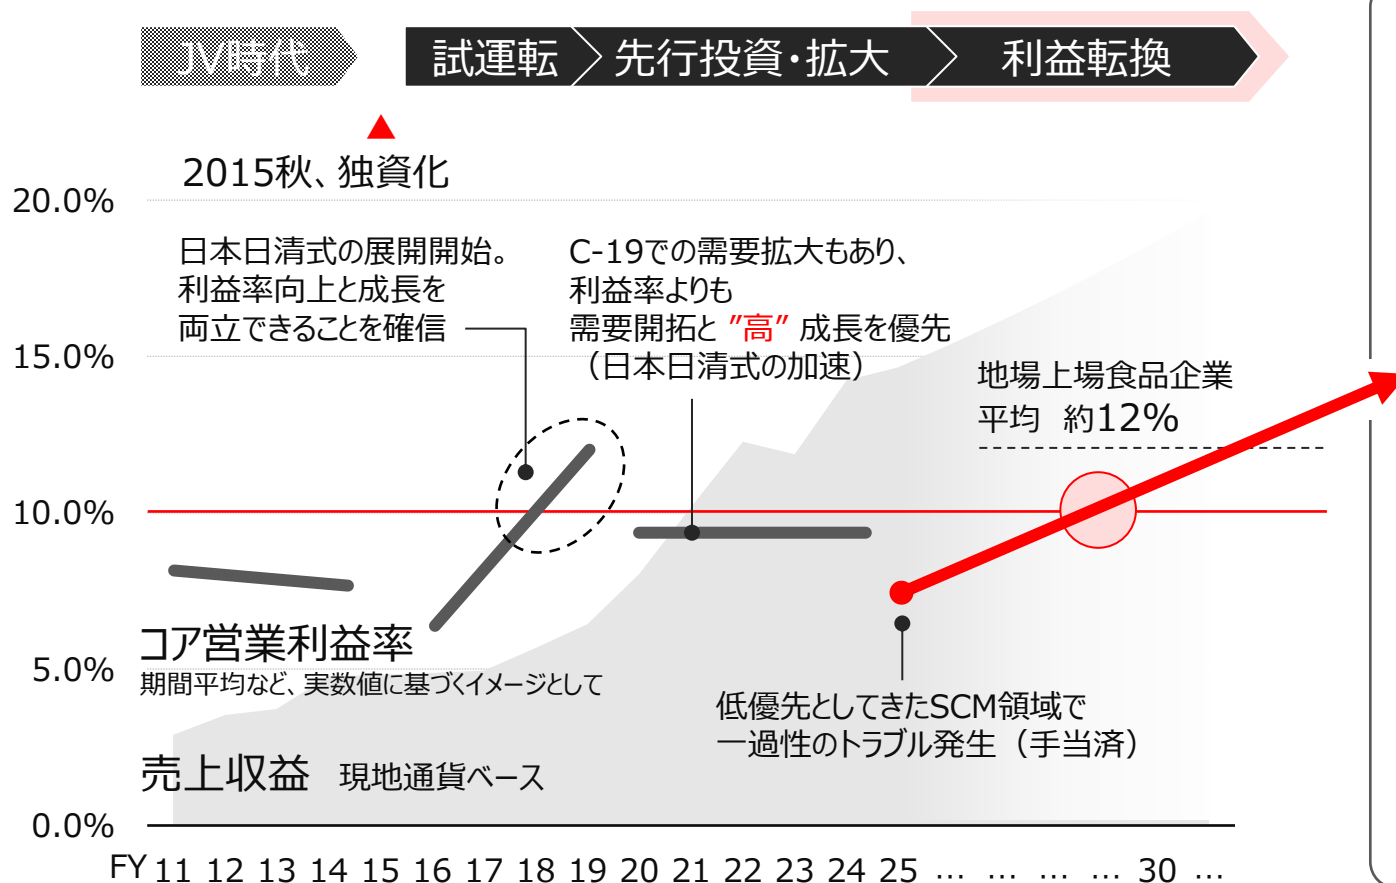 JV時代
試運転
先行投資・拡大
利益転換
2015秋、独資化
20.0%
日本日清式の展開開始。
利益率向上と成長を
両立できることを確信
C-19での需要拡大もあり、
利益率よりも
需要開拓と ”高” 成長を優先
（日本日清式の加速）
15.0%
地場上場食品企業
平均 約12%
10.0%
コア営業利益率
期間平均など、実数値に基づくイメージとして
5.0%
低優先としてきたSCM領域で
一過性のトラブル発生（手当済）
売上収益 現地通貨ベース
0.0%
FY 11 12 13 14 15 16 17 18 19 20 21 22 23 24 25 … … … … 30 …